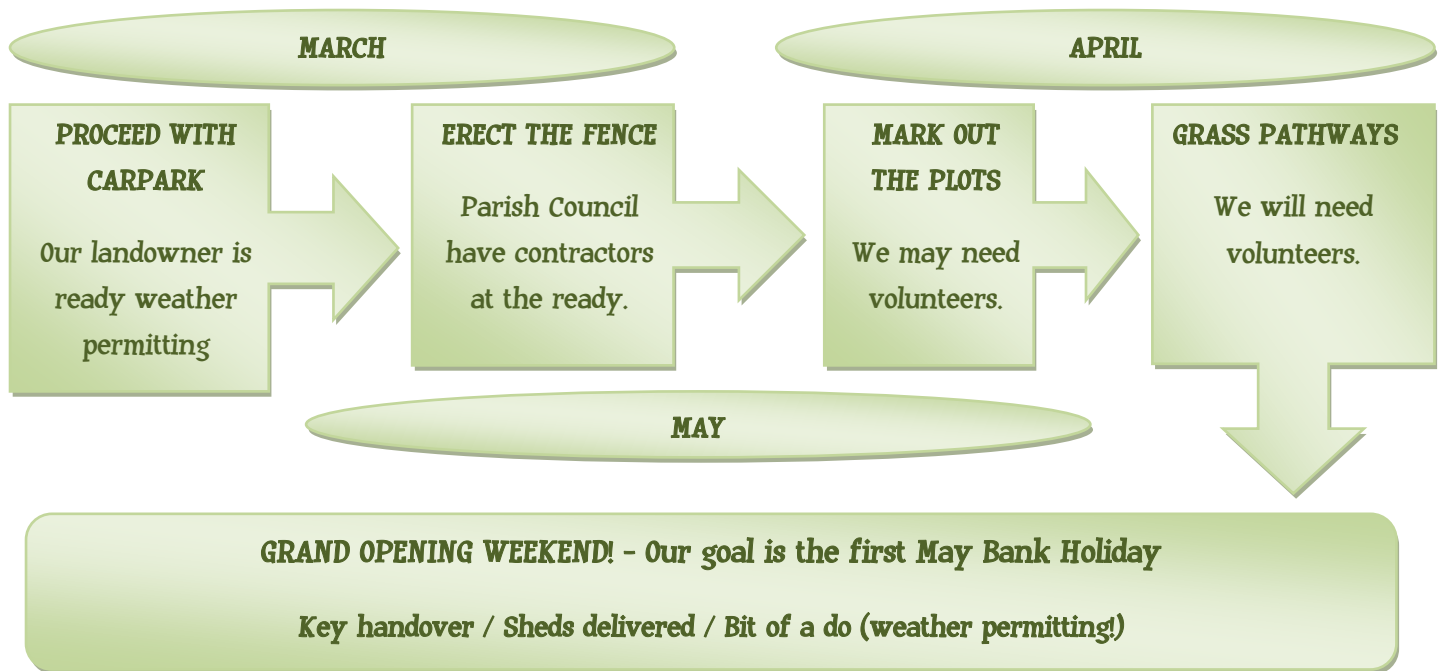 MARCH
PROCEED WITH
CARPARK
Our landowner is
ready weather
permitting
ERECT THE FENCE
Parish Council
have contractors
at the ready.
APRIL
MARK OUT
THE PLOTS
We may need
volunteers.
GRASS PATHWAYS
We will need
volunteers.
MAY
GRAND OPENING WEEKEND! – Our goal is the first May Bank Holiday
Key handover / Sheds delivered / Bit of a do (weather permitting!)